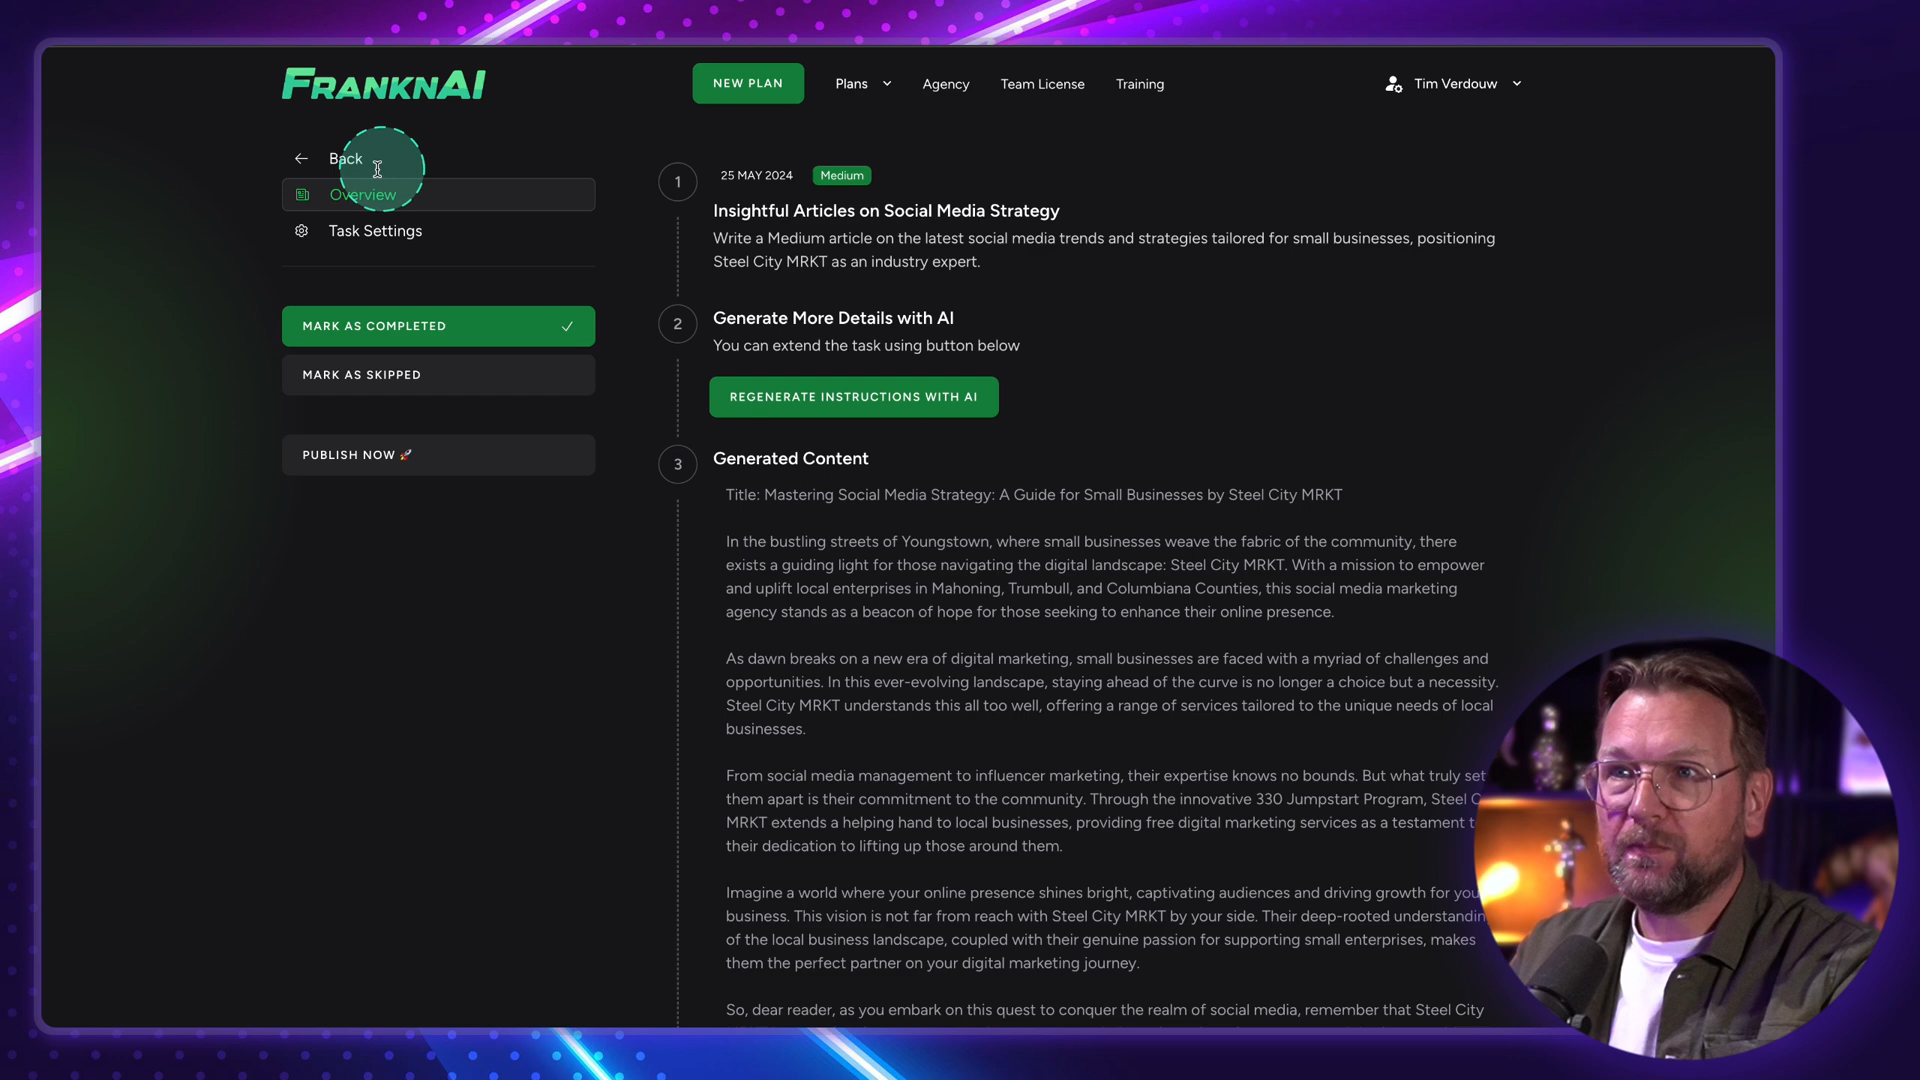 FRANKNAI
NEW PLAN
Plans
Agency
Team License
Training
Tim Verdouw
Back
Overview
Task Settings
MARK AS COMPLETED
MARK AS SKIPPED
PUBLISH NOW 🚀
1
25 MAY 2024
Medium
Insightful Articles on Social Media Strategy
Write a Medium article on the latest social media trends and strategies tailored for small businesses, positioning
Steel City MRKT as an industry expert.
2
Generate More Details with AI
You can extend the task using button below
REGENERATE INSTRUCTIONS WITH AI
3
Generated Content
Title: Mastering Social Media Strategy: A Guide for Small Businesses by Steel City MRKT
In the bustling streets of Youngstown, where small businesses weave the fabric of the community, there
exists a guiding light for those navigating the digital landscape: Steel City MRKT. With a mission to empower
and uplift local enterprises in Mahoning, Trumbull, and Columbiana Counties, this social media marketing
agency stands as a beacon of hope for those seeking to enhance their online presence.
As dawn breaks on a new era of digital marketing, small businesses are faced with a myriad of challenges and
opportunities. In this ever-evolving landscape, staying ahead of the curve is no longer a choice but a necessity.
Steel City MRKT understands this all too well, offering a range of services tailored to the unique needs of local
businesses.
From social media management to influencer marketing, their expertise knows no bounds. But what truly set
them apart is their commitment to the community. Through the innovative 330 Jumpstart Program, Steel
MRKT extends a helping hand to local businesses, providing free digital marketing services as a testament
their dedication to lifting up those around them.
Imagine a world where your online presence shines bright, captivating audiences and driving growth for
business. This vision is not far from reach with Steel City MRKT by your side. Their deep-rooted
of the local business landscape, coupled with their genuine passion for supporting small enterprises, makes
them the perfect partner on your digital marketing journey.
So, dear reader, as you embark on this quest to conquer the realm of social media, remember that Steel City